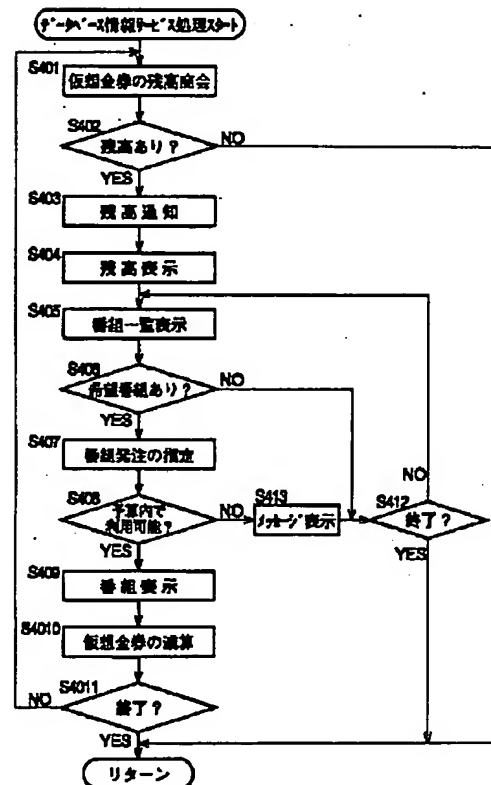 データベース情報サービス処理スタート
S401
仮想金券の残高照会
S402
残高あり？
NO
YES
S403
残高通知
S404
残高表示
S405
番組一覧表示
S406
希望番組あり？
NO
YES
S407
番組発注の指定
S408
予算内で
利用可能？
NO
YES
S413
メッセージ表示
S412
終了？
NO
YES
S409
番組表示
S4010
仮想金券の減算
S4011
終了？
NO
YES
リターン